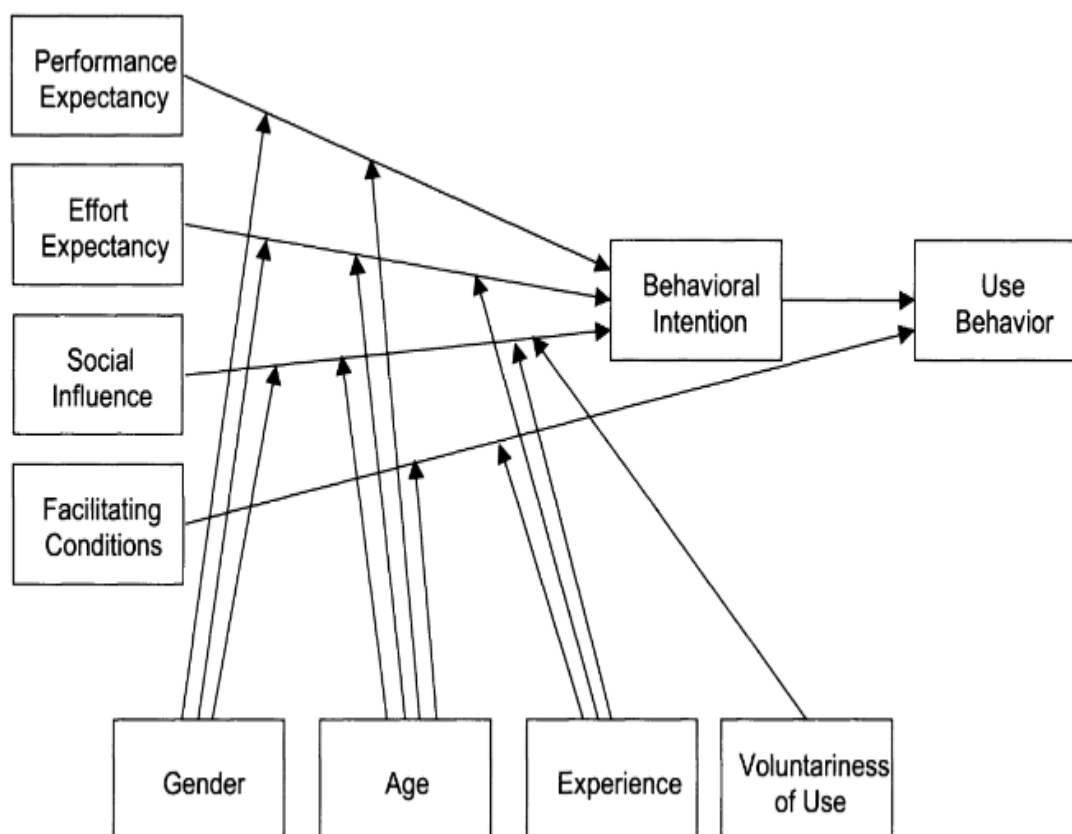 Performance
Expectancy
Effort
Expectancy
Social
Influence
Facilitating
Conditions
Behavioral
Intention
Use
Behavior
Gender
Age
Experience
Voluntariness
of Use